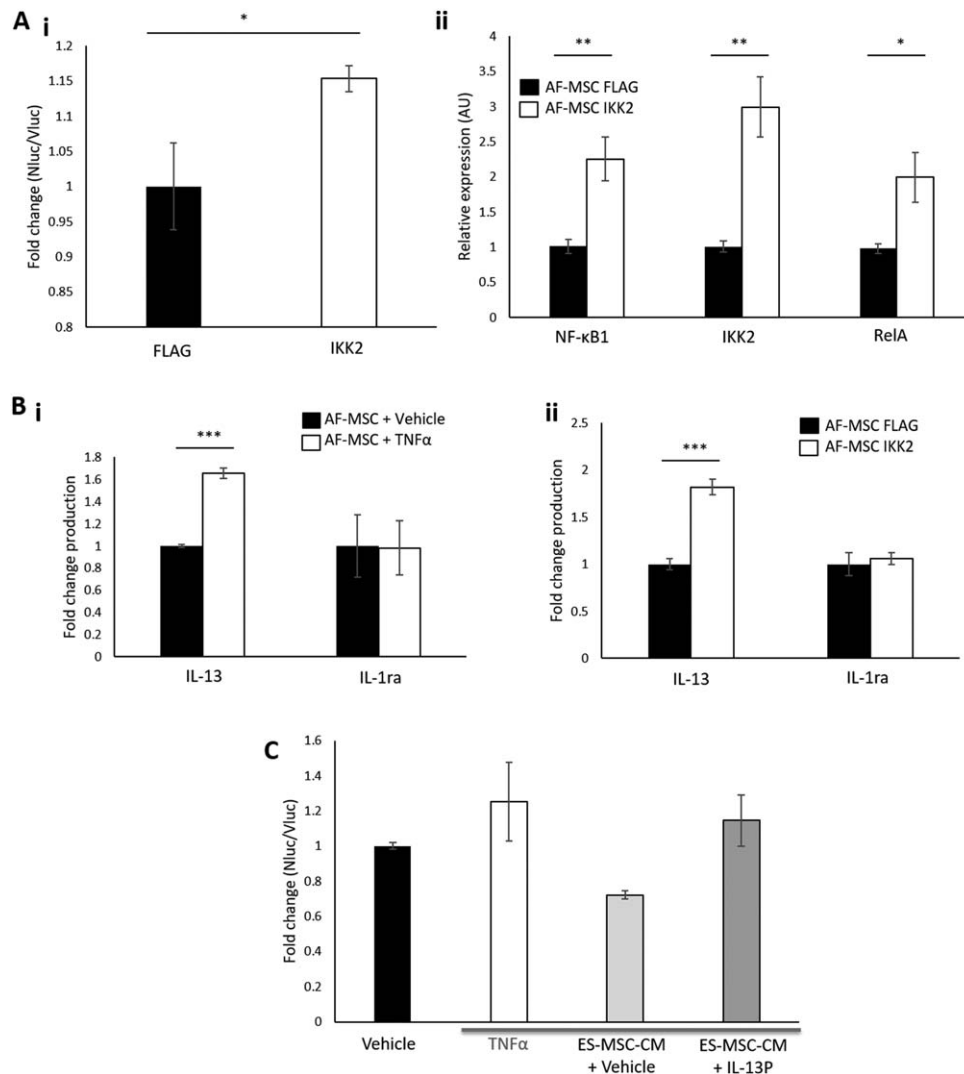 A i
*
Fold change (Nluc/Vluc)
1.2
1.15
1.1
1.05
1
0.95
0.9
0.85
0.8
FLAG
IKK2
ii
** ** *
AF-MSC FLAG
AF-MSC IKK2
Relative expression (AU)
4
3.5
3
2.5
2
1.5
1
0.5
0
NF-κB1
IKK2
RelA
B i
AF-MSC + Vehicle
AF-MSC + TNFα
***
Fold change production
1.8
1.6
1.4
1.2
1
0.8
0.6
0.4
0.2
0
IL-13
IL-1ra
ii
AF-MSC FLAG
AF-MSC IKK2
***
Fold change production
2.5
2
1.5
1
0.5
0
IL-13
IL-1ra
C
Fold change (Nluc/Vluc)
1.6
1.4
1.2
1
0.8
0.6
0.4
0.2
0
Vehicle
TNFα
ES-MSC-CM
+ Vehicle
ES-MSC-CM
+ IL-13P